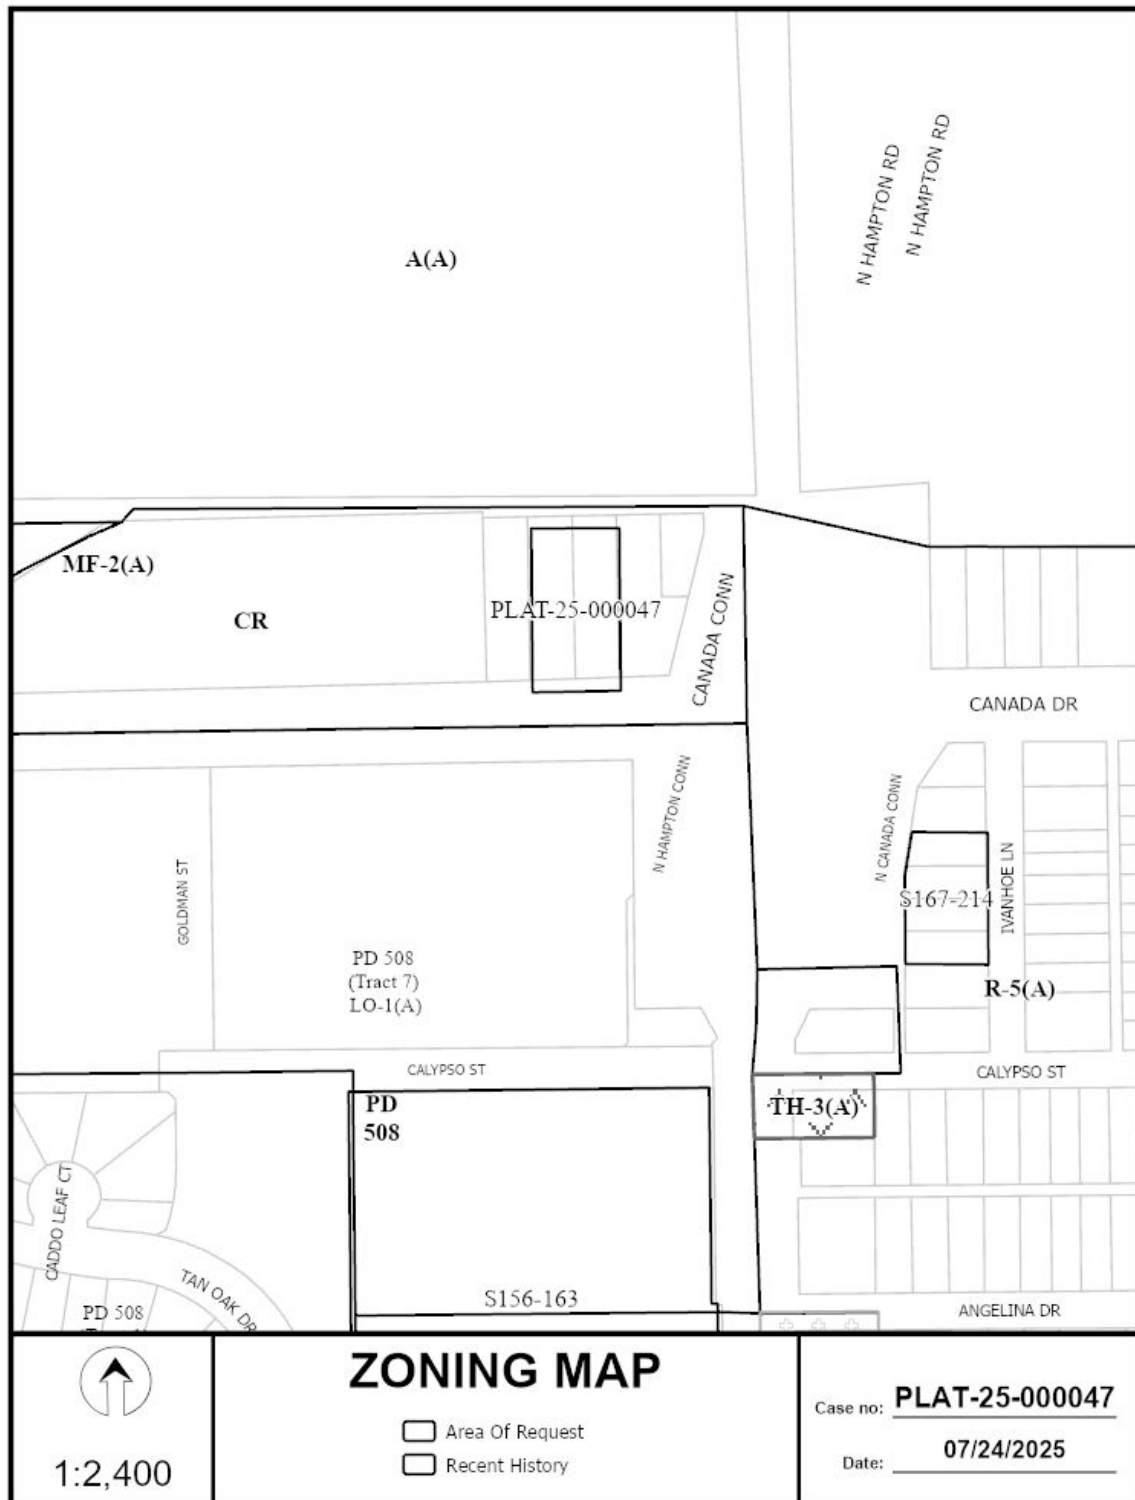 N HAMPTON RD
N HAMPTON RD
A(A)
MF-2(A)
CR
PLAT-25-000047
CANADA CONN
CANADA DR
N HAMPTON CONN
N CANADA CONN
GOLDMAN ST
S167-214
IVANHOE LN
PD 508
(Tract 7)
LO-1(A)
R-5(A)
CALYPSO ST
CALYPSO ST
PD
508
TH-3(A)
CADDO LEAF CT
TAN OAK DR
PD 508
S156-163
ANGELINA DR
1:2,400
ZONING MAP
Area Of Request
Recent History
Case no: PLAT-25-000047
Date: 07/24/2025